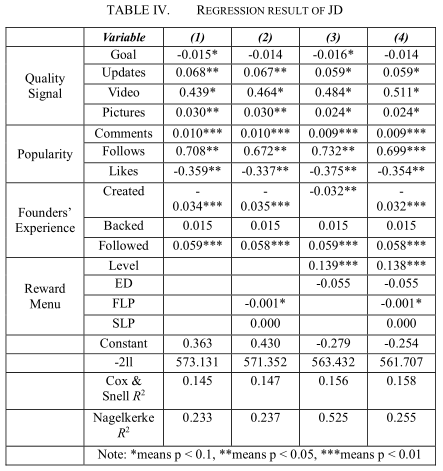 TABLE IV. REGRESSION RESULT OF JD
Variable (1) (2) (3) (4)
Quality Signal
Goal -0.015* -0.014 -0.016* -0.014
Updates 0.068** 0.067** 0.059* 0.059*
Video 0.439* 0.464* 0.484* 0.511*
Pictures 0.030** 0.030** 0.024* 0.024*
Popularity
Comments 0.010*** 0.010*** 0.009*** 0.009***
Follows 0.708** 0.672** 0.732** 0.699***
Likes -0.359** -0.337** -0.375** -0.354**
Founders' Experience
Created -0.034*** -0.035*** -0.032** -0.032***
Backed 0.015 0.015 0.015 0.015
Followed 0.059*** 0.058*** 0.059*** 0.058***
Reward Menu
Level 0.139*** 0.138***
ED -0.055 -0.055
FLP -0.001* -0.001*
SLP 0.000 0.000
Constant 0.363 0.430 -0.279 -0.254
-2ll 573.131 571.352 563.432 561.707
Cox & Snell R² 0.145 0.147 0.156 0.158
Nagelkerke R² 0.233 0.237 0.525 0.255
Note: *means p < 0.1, **means p < 0.05, ***means p < 0.01